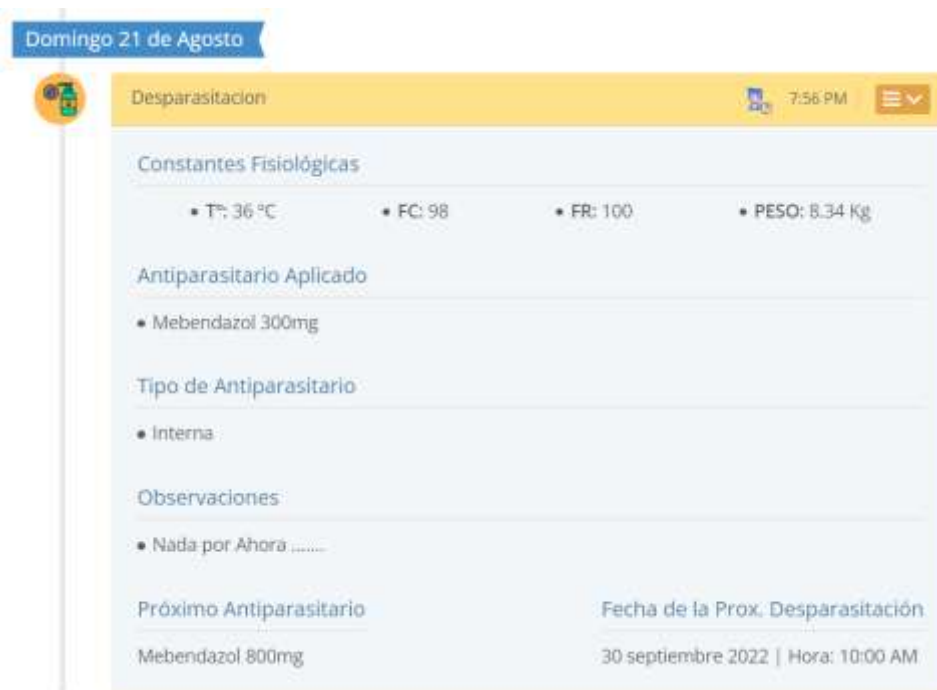 Domingo 21 de Agosto
Desparasitacion 7:56 PM
Constantes Fisiológicas
• Tº: 36 ºC • FC: 98 • FR: 100 • PESO: 8.34 Kg
Antiparasitario Aplicado
• Mebendazol 300mg
Tipo de Antiparasitario
• Interna
Observaciones
• Nada por Ahora .......
Próximo Antiparasitario Fecha de la Prox. Desparasitación
Mebendazol 800mg 30 septiembre 2022 | Hora: 10:00 AM